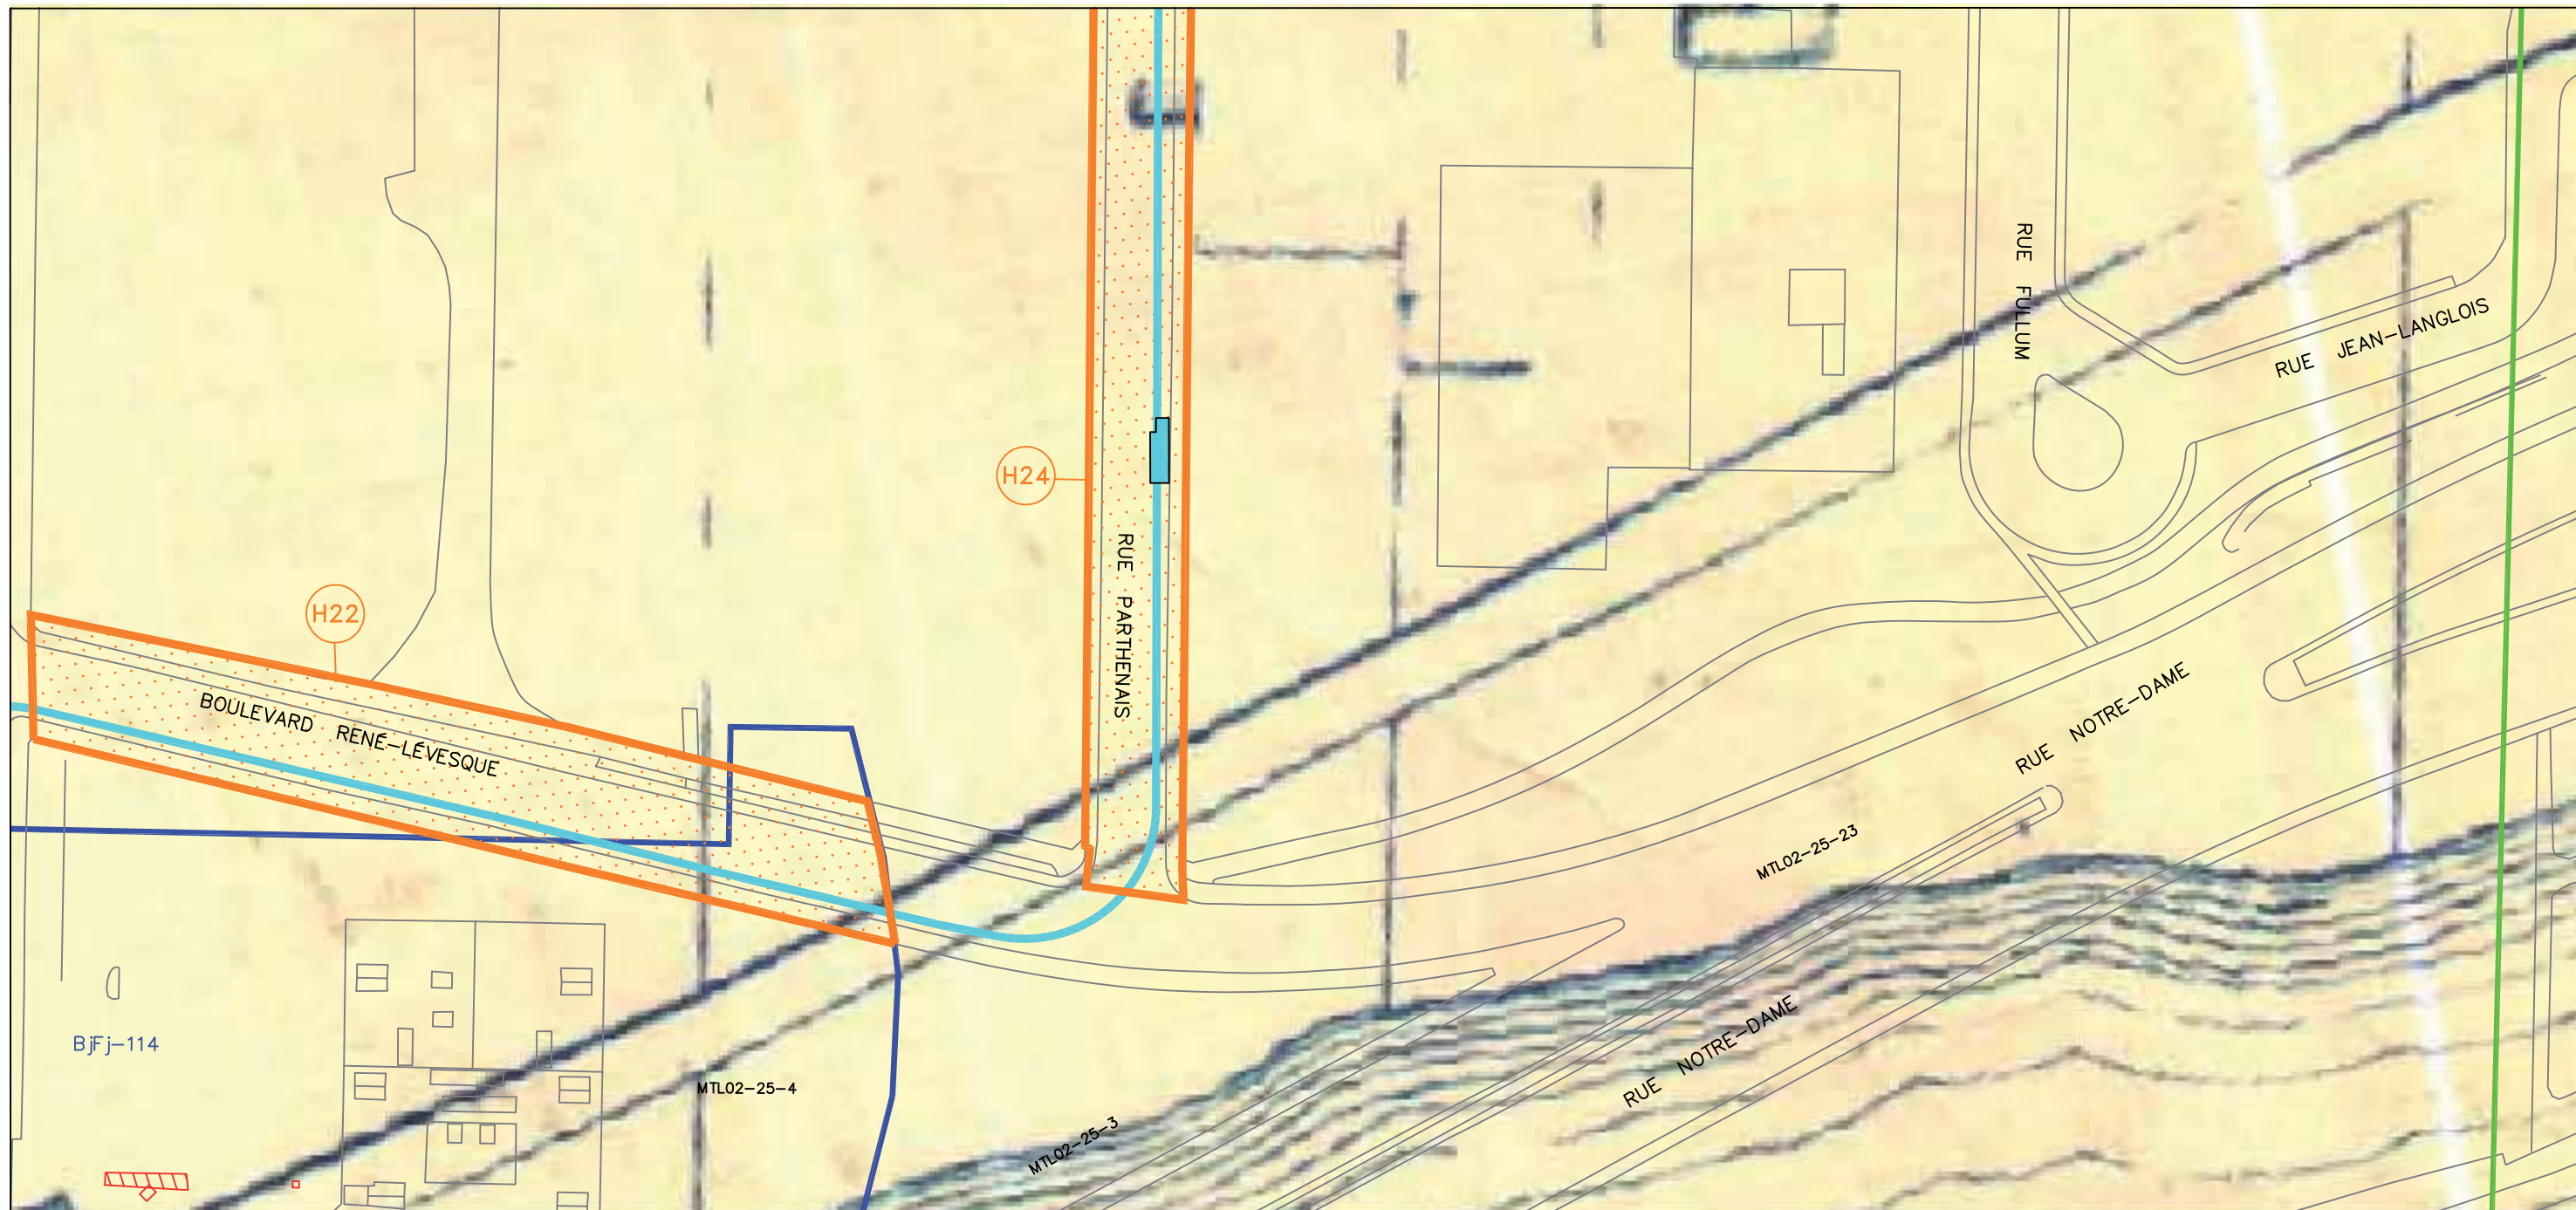 RUE FULLUM
RUE JEAN-LANGLOIS
H24
RUE PARTHENAIS
H22
BOULEVARD RENÉ-LÉVESQUE
RUE NOTRE-DAME
MTL02-25-23
BjFj-114
MTL02-25-4
RUE NOTRE-DAME
MTL02-25-3